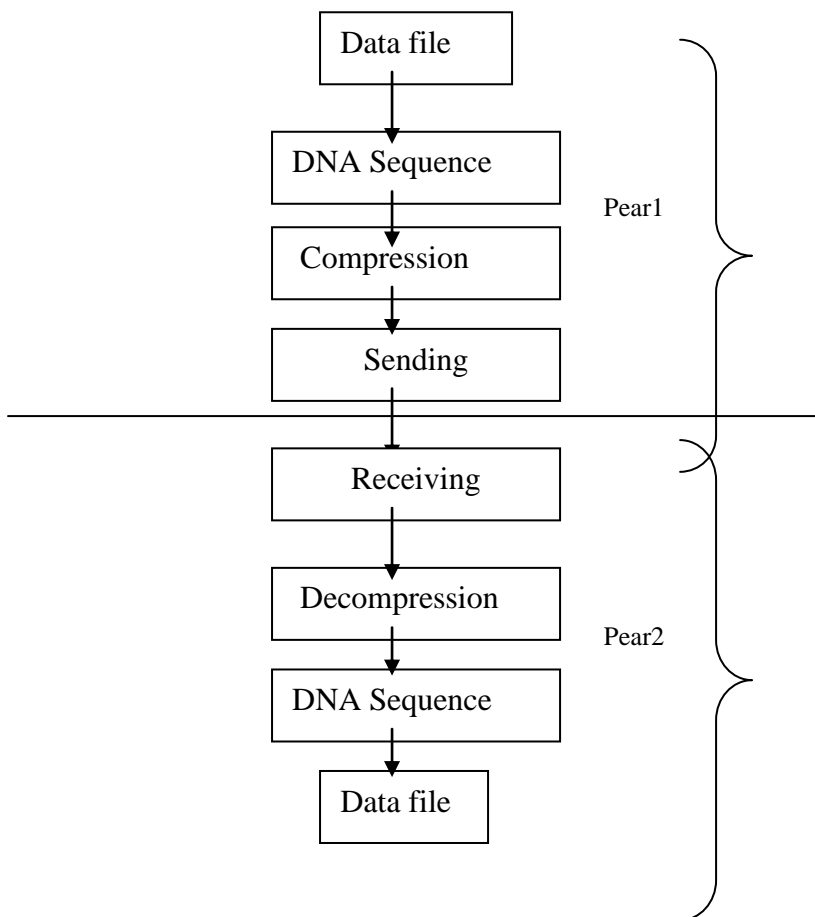 Data file
DNA Sequence
Pear1
Compression
Sending
Receiving
Decompression
Pear2
DNA Sequence
Data file